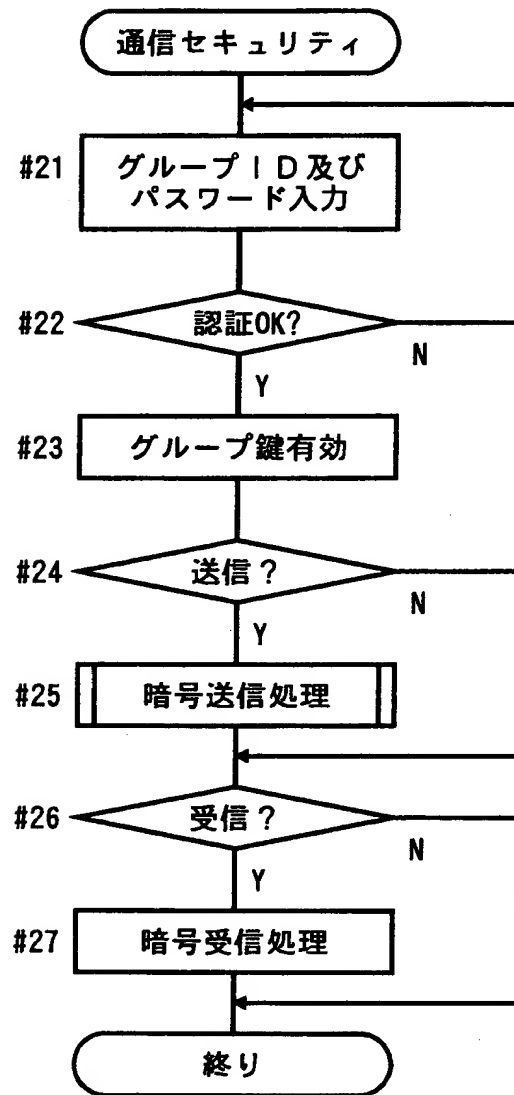 通信セキュリティ
#21
グループID及び
パスワード入力
#22
認証OK?
N
Y
#23
グループ鍵有効
#24
送信?
N
Y
#25
暗号送信処理
#26
受信?
N
Y
#27
暗号受信処理
終り